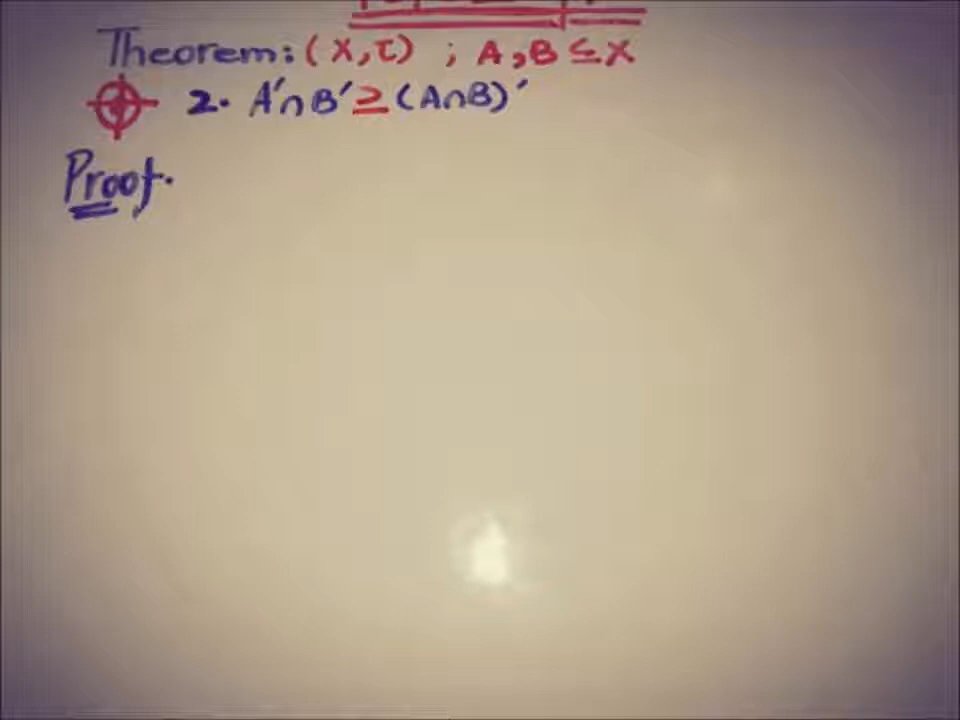 Theorem: (X,τ) ; A,B ⊆ X
2. A′∩B′ ⊇ (A∩B)′
Proof.